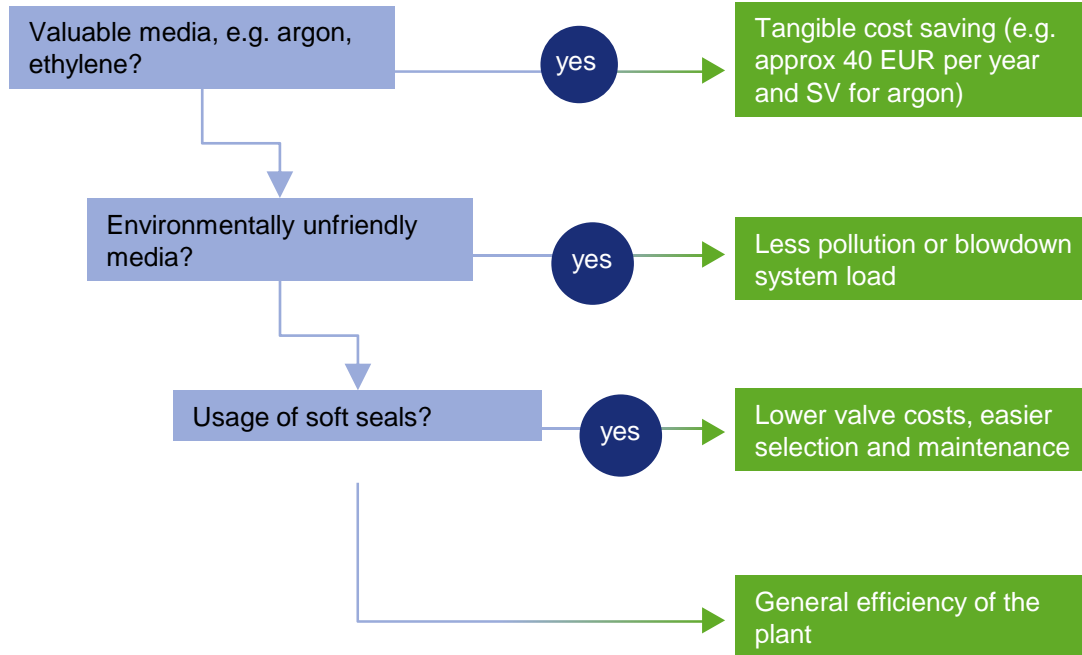 Valuable media, e.g. argon,
ethylene?
yes
Tangible cost saving (e.g.
approx 40 EUR per year
and SV for argon)
Environmentally unfriendly
media?
yes
Less pollution or blowdown
system load
Usage of soft seals?
yes
Lower valve costs, easier
selection and maintenance
General efficiency of the
plant